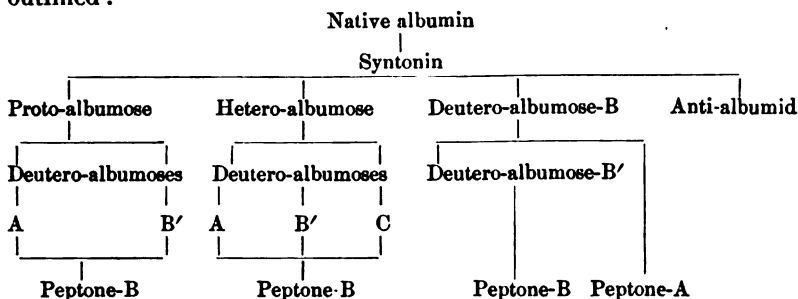 outlined:
Native albumin
Syntonin
Proto-albumose Hetero-albumose Deutero-albumose-B Anti-albumid
Deutero-albumoses Deutero-albumoses Deutero-albumose-B′
A B′ A B′ C
Peptone-B Peptone-B Peptone-B Peptone-A